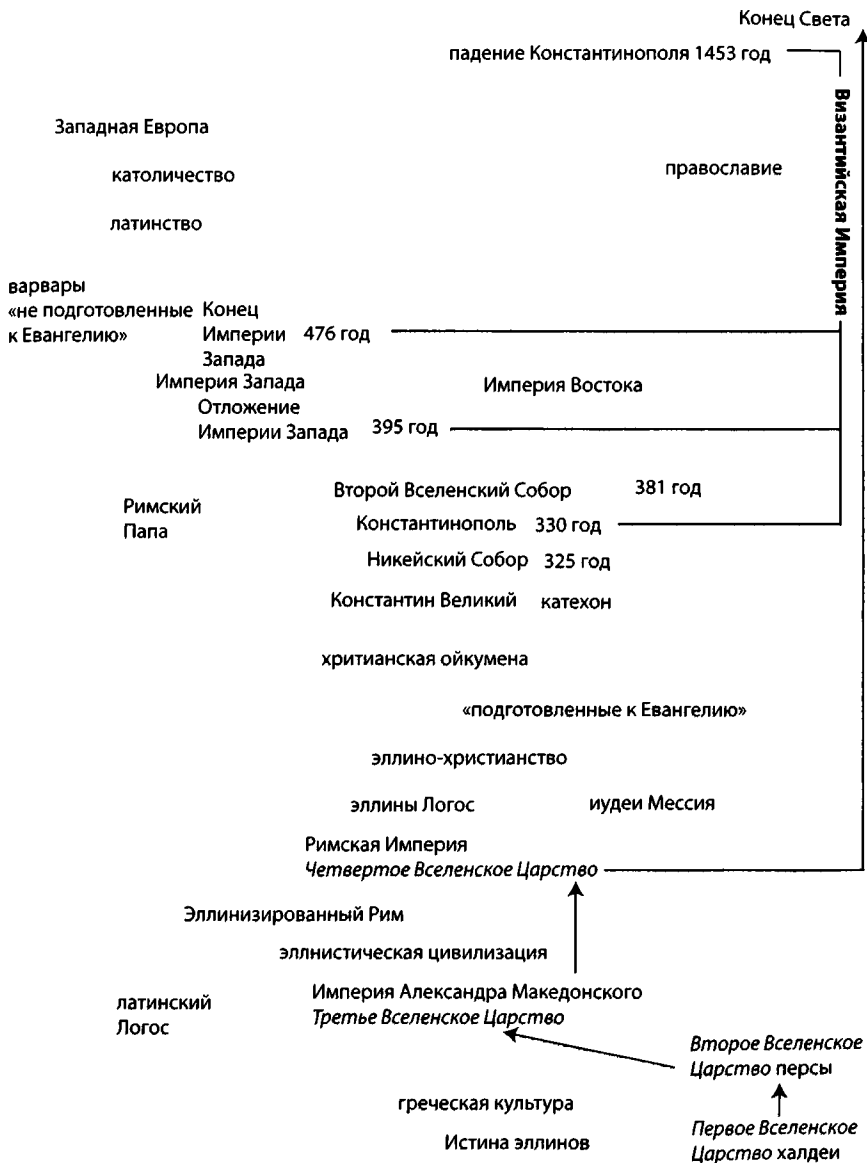 Конец Света
падение Константинополя 1453 год
Византийская Империя
Западная Европа
католичество
православие
латинство
варвары
«не подготовленные
к Евангелию»
Конец
Империи 476 год
Запада
Империя Запада
Империя Востока
Отложение
Империи Запада 395 год
Второй Вселенский Собор 381 год
Римский
Папа
Константинополь 330 год
Никейский Собор 325 год
Константин Великий катехон
хритианская ойкумена
«подготовленные к Евангелию»
эллино-христианство
эллины Логос
иудеи Мессия
Римская Империя
Четвертое Вселенское Царство
Эллинизированный Рим
эллнистическая цивилизация
латинский
Логос
Империя Александра Македонского
Третье Вселенское Царство
Второе Вселенское
Царство персы
греческая культура
Истина эллинов
Первое Вселенское
Царство халдеи